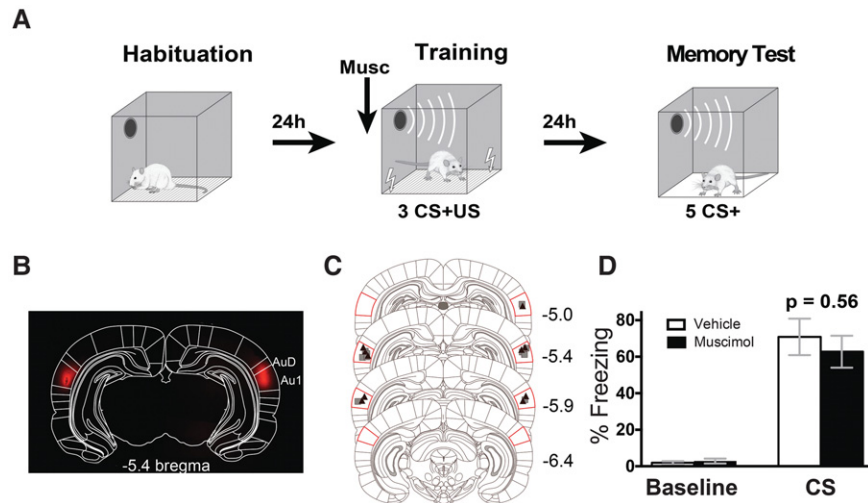 A
Habituation
Training
Memory Test
Musc
24h
24h
3 CS+US
5 CS+
B
AuD
Au1
-5.4 bregma
C
-5.0
-5.4
-5.9
-6.4
D
p = 0.56
Vehicle
Muscimol
% Freezing
80
60
40
20
0
Baseline
CS